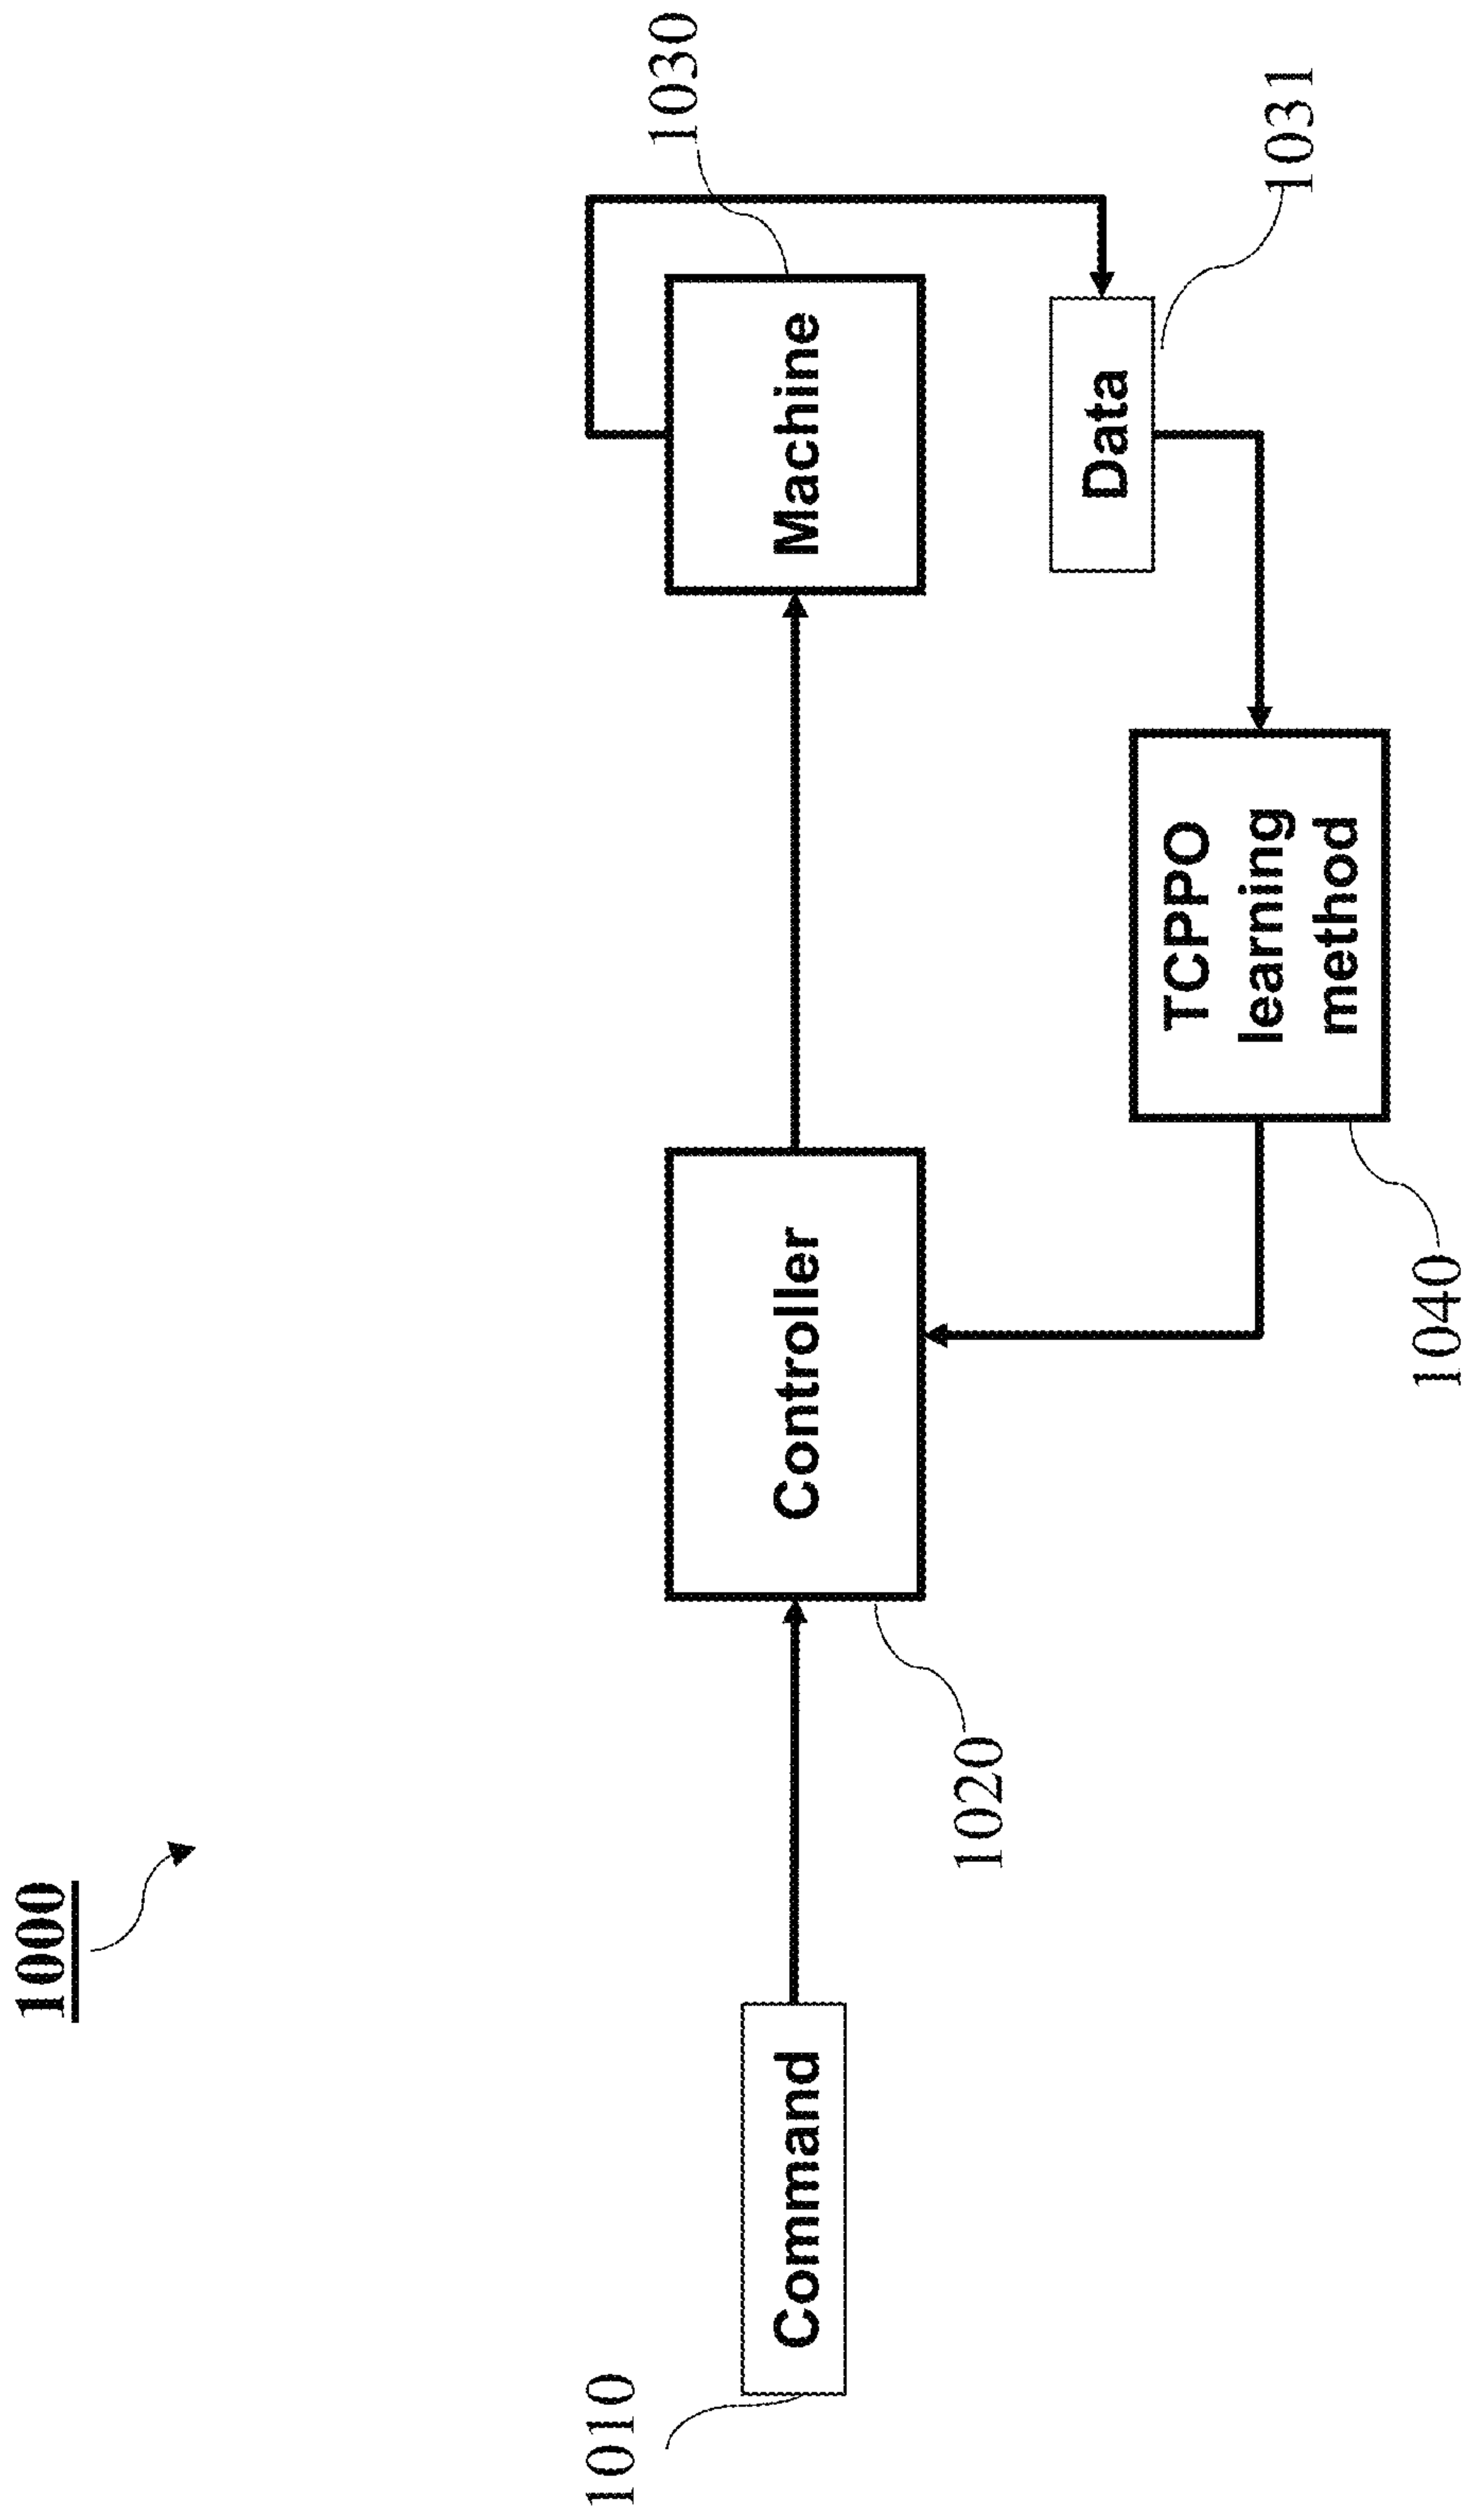 1000
1010
Command
1020
Controller
1030
Machine
Data
1031
TCPPO
learning
method
1040